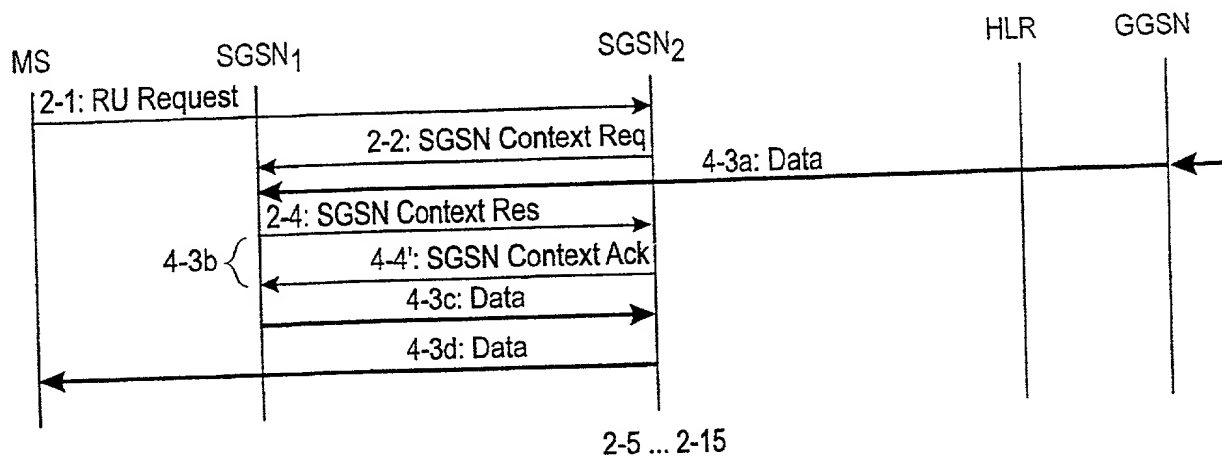 MS SGSN1 SGSN2 HLR GGSN
2-1: RU Request
2-2: SGSN Context Req
4-3a: Data
2-4: SGSN Context Res
4-3b
4-4': SGSN Context Ack
4-3c: Data
4-3d: Data
2-5 ... 2-15